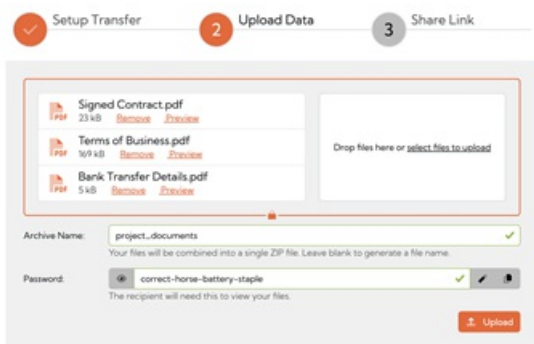 Setup Transfer
2 Upload Data
3 Share Link
Signed Contract.pdf
PDF 23 kB Remove Preview
Terms of Business.pdf
PDF 169 kB Remove Preview
Bank Transfer Details.pdf
PDF 5 kB Remove Preview
Drop files here or select files to upload
Archive Name: project_documents
Your files will be combined into a single ZIP file. Leave blank to generate a file name.
Password: correct-horse-battery-staple
The recipient will need this to view your files.
Upload